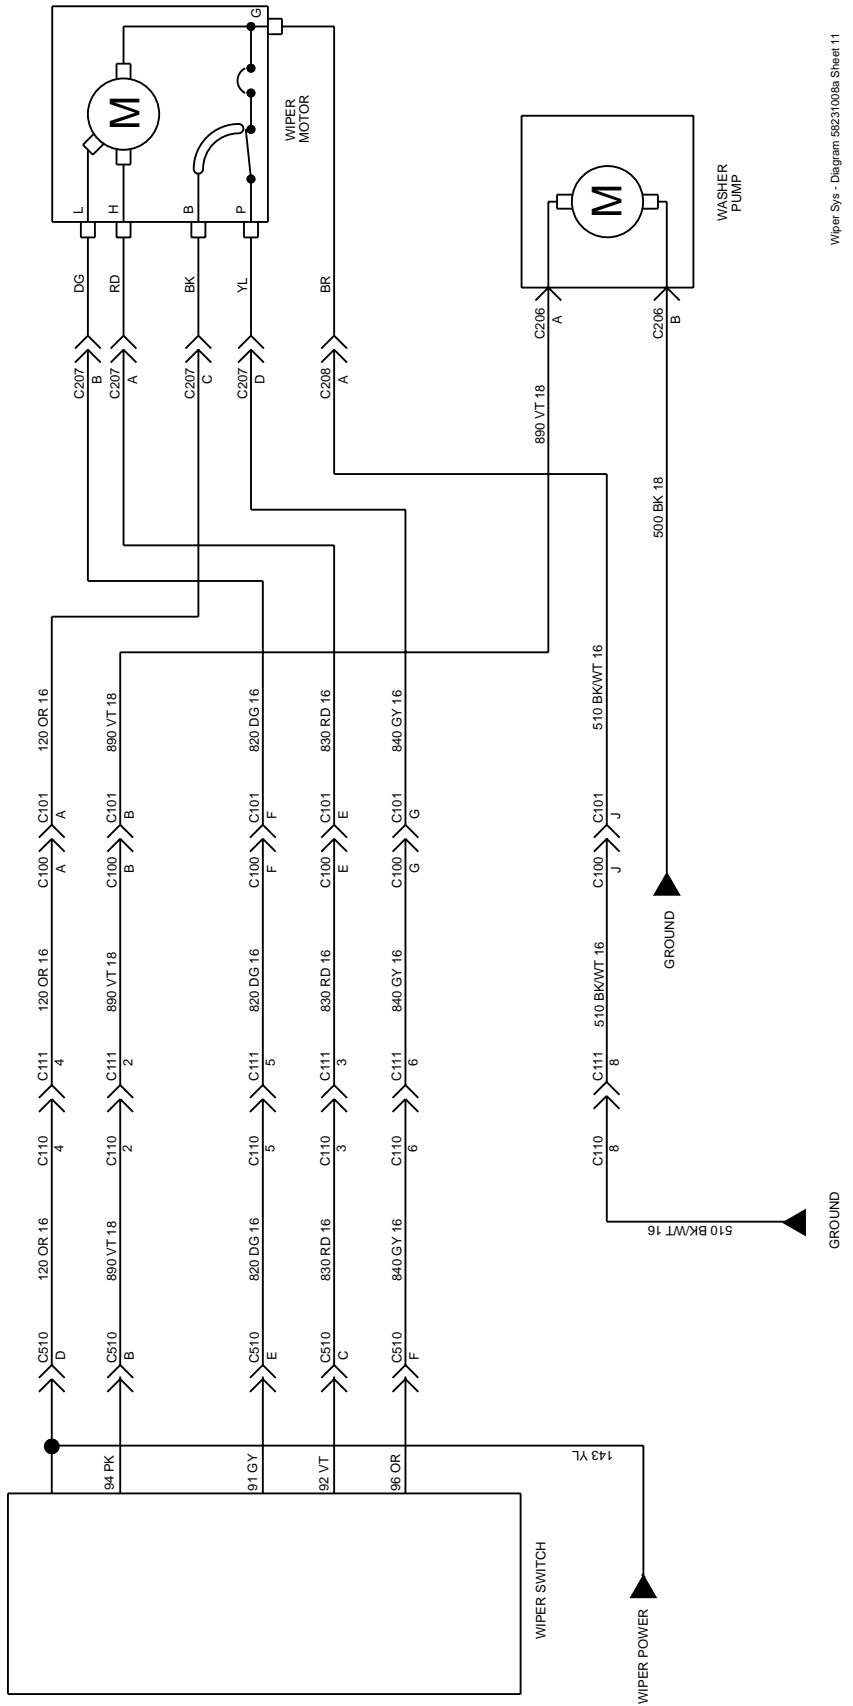 120 OR 16
C510
D
C110
4
C111
4
120 OR 16
C100
A
C101
A
120 OR 16
C207
B
DG
L
94 PK
C510
B
890 VT 18
C110
2
C111
2
890 VT 18
C100
B
C101
B
890 VT 18
C207
A
RD
H
M
C207
C
BK
B
91 GY
C510
E
820 DG 16
C110
5
C111
5
820 DG 16
C100
F
C101
F
820 DG 16
C207
D
YL
P
G
WIPER
MOTOR
92 VT
C510
C
830 RD 16
C110
3
C111
3
830 RD 16
C100
E
C101
E
830 RD 16
C208
A
BR
96 OR
C510
F
840 GY 16
C110
6
C111
6
840 GY 16
C100
G
C101
G
840 GY 16
WIPER SWITCH
890 VT 18
C206
A
143 YL
C110
8
C111
8
510 BK/WT 16
C100
J
C101
J
510 BK/WT 16
M
WIPER POWER
510 BK/WT 16
GROUND
500 BK 18
C206
B
WASHER
PUMP
GROUND
Wiper Sys - Diagram 58231008a Sheet 11